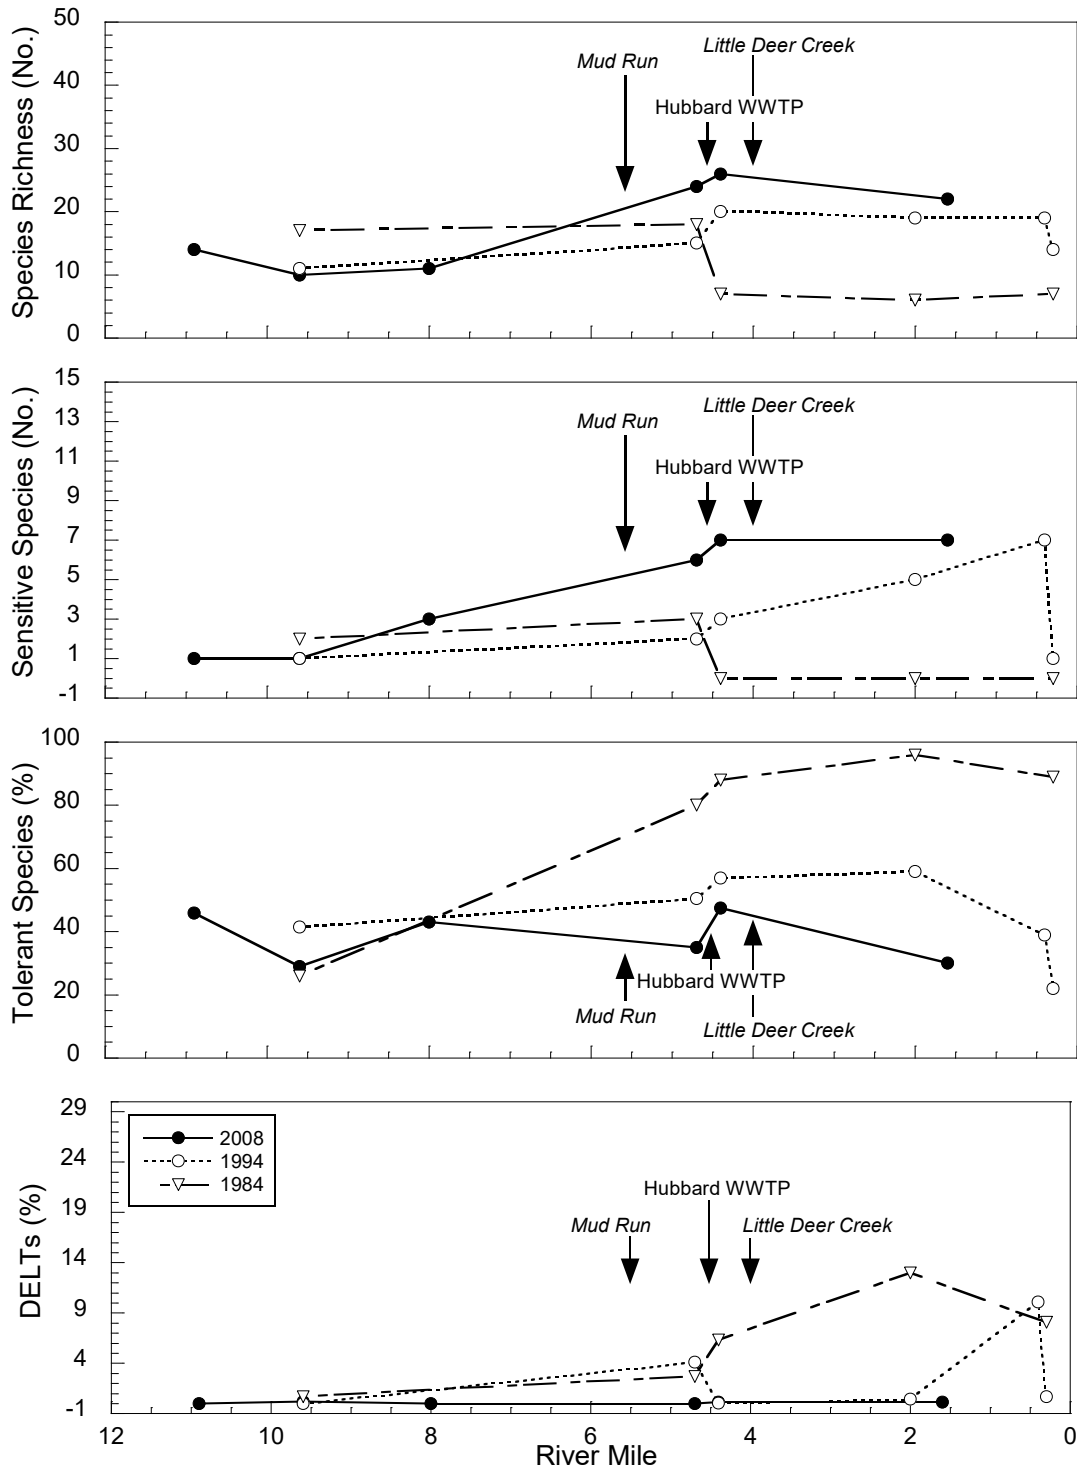 Species Richness (No.)
50
40
30
20
10
0
Mud Run
Little Deer Creek
Hubbard WWTP
Sensitive Species (No.)
15
13
11
9
7
5
3
1
-1
Mud Run
Little Deer Creek
Hubbard WWTP
Tolerant Species (%)
100
80
60
40
20
0
Hubbard WWTP
Mud Run
Little Deer Creek
DELTs (%)
29
24
19
14
9
4
-1
2008
1994
1984
Hubbard WWTP
Mud Run
Little Deer Creek
12 10 8 6 4 2 0
River Mile